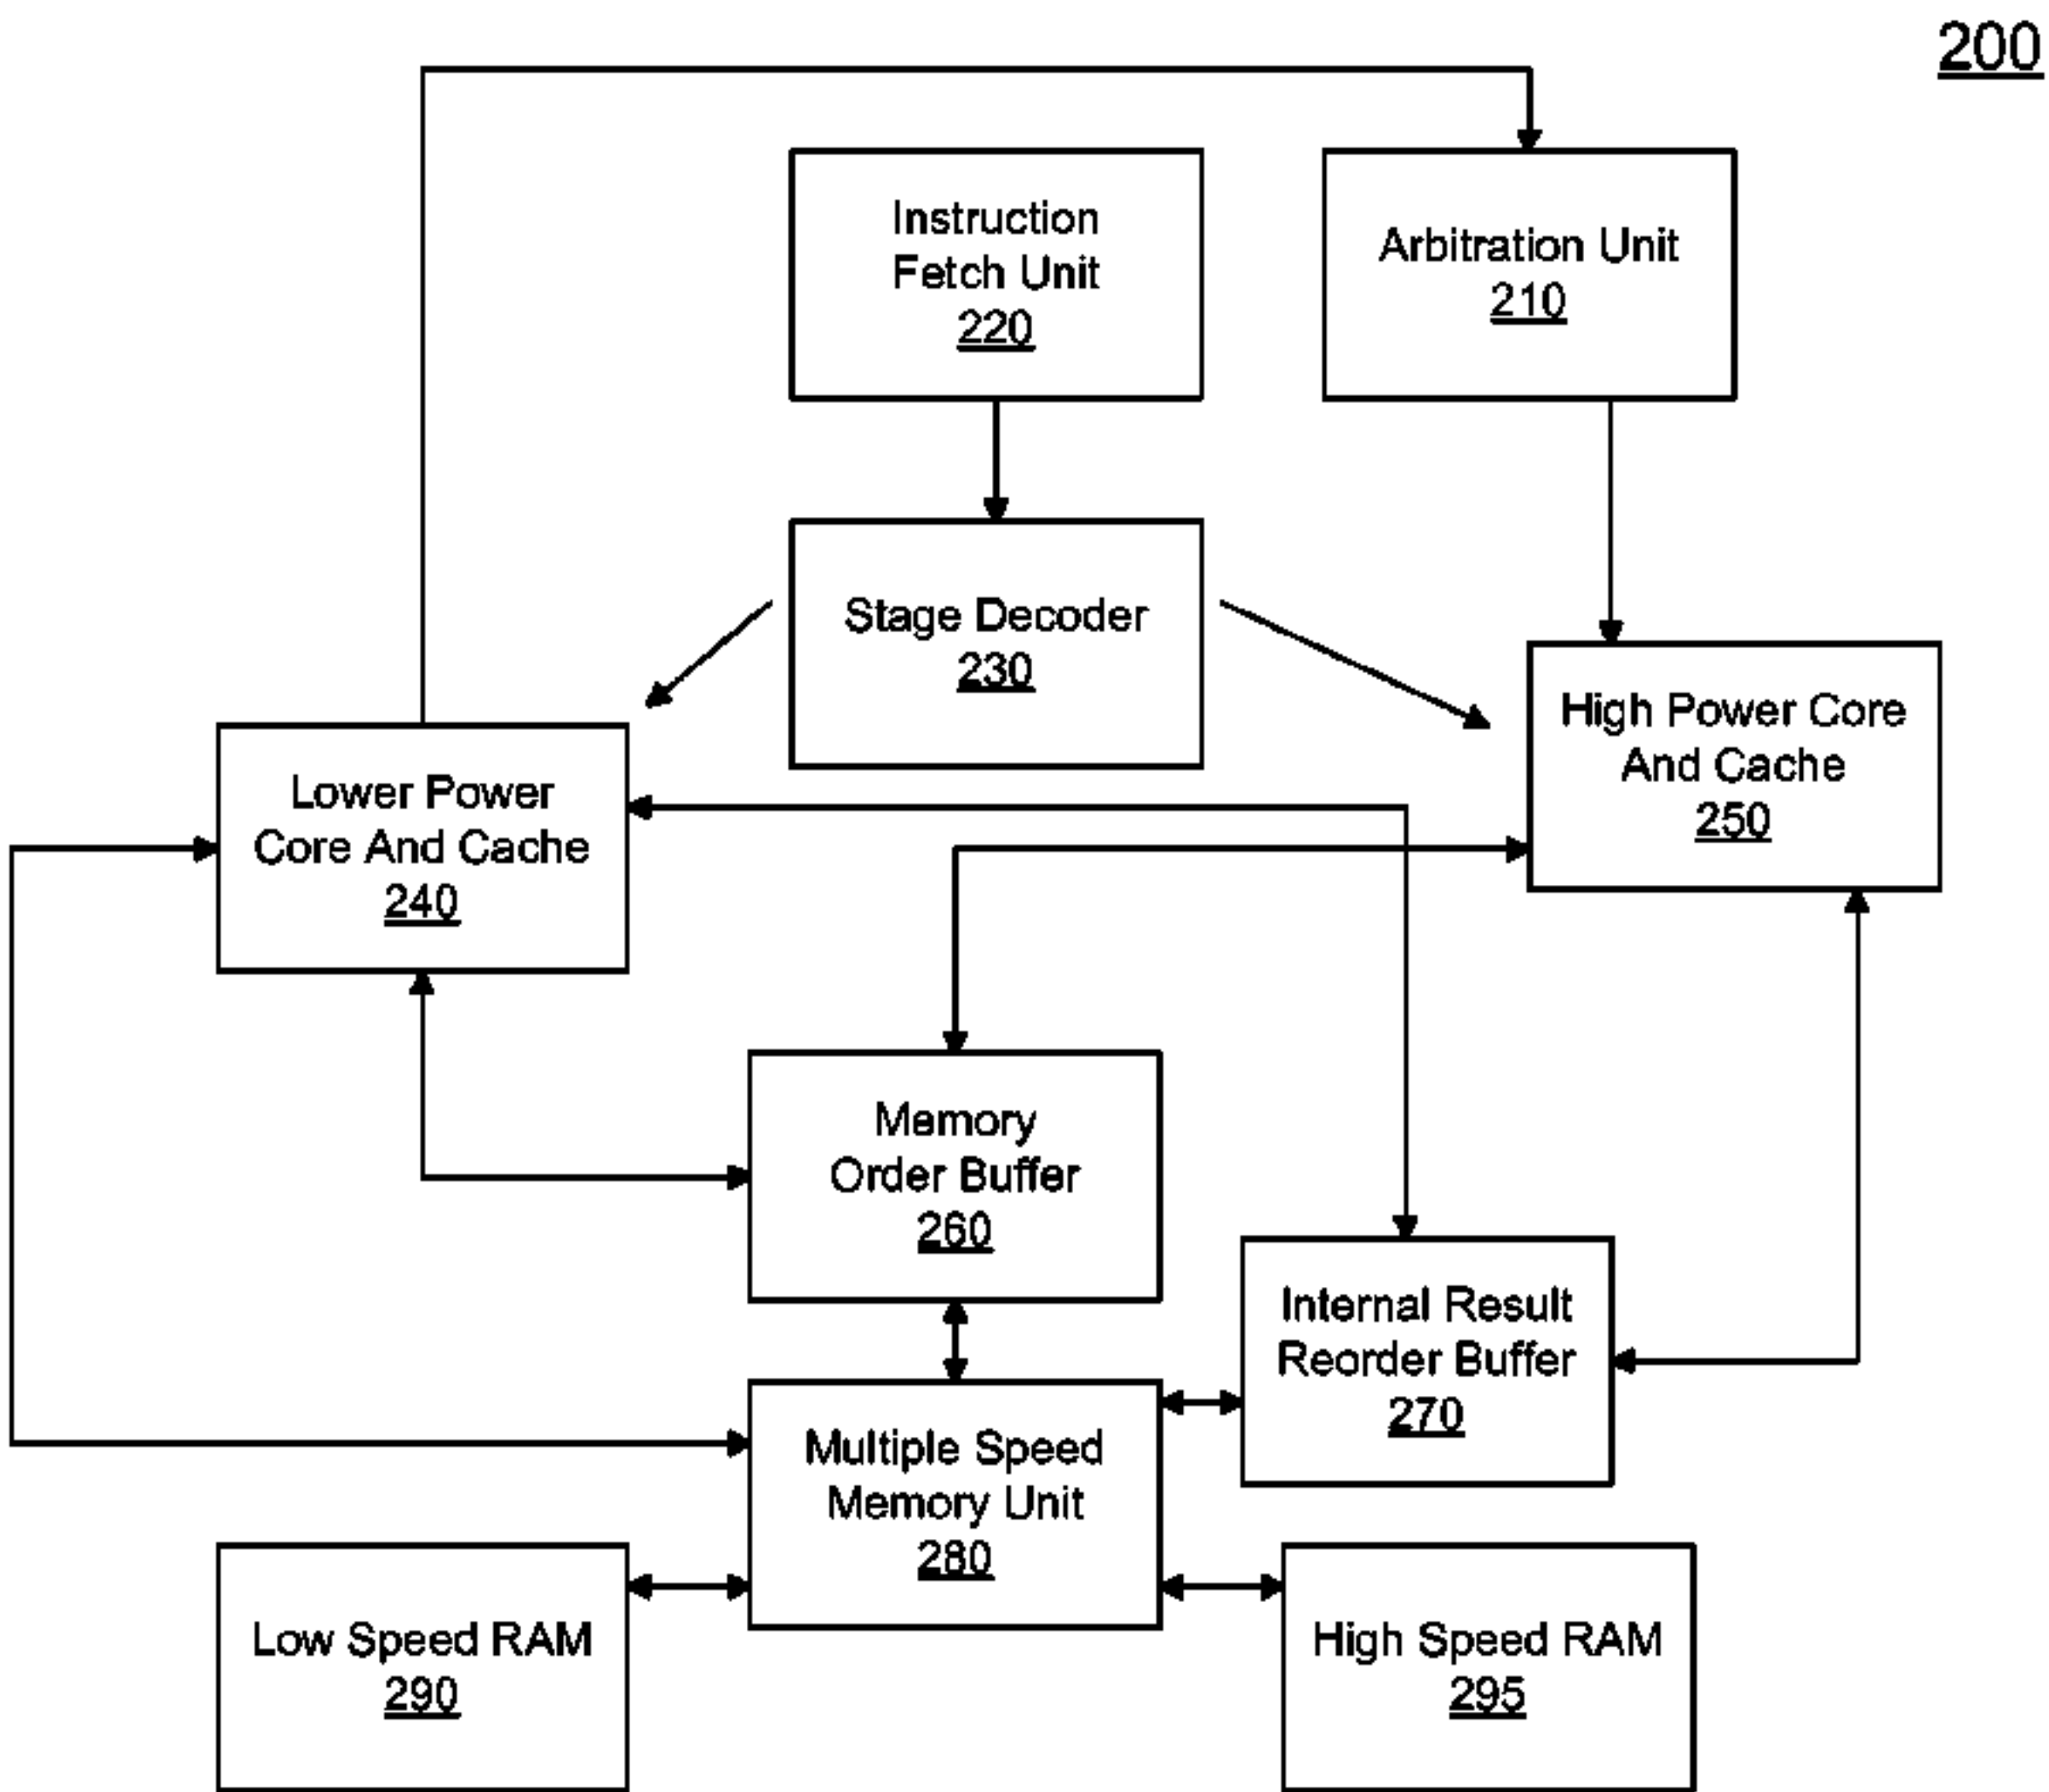 200
Instruction
Fetch Unit
220
Arbitration Unit
210
Stage Decoder
230
High Power Core
And Cache
250
Lower Power
Core And Cache
240
Memory
Order Buffer
260
Internal Result
Reorder Buffer
270
Multiple Speed
Memory Unit
280
Low Speed RAM
290
High Speed RAM
295